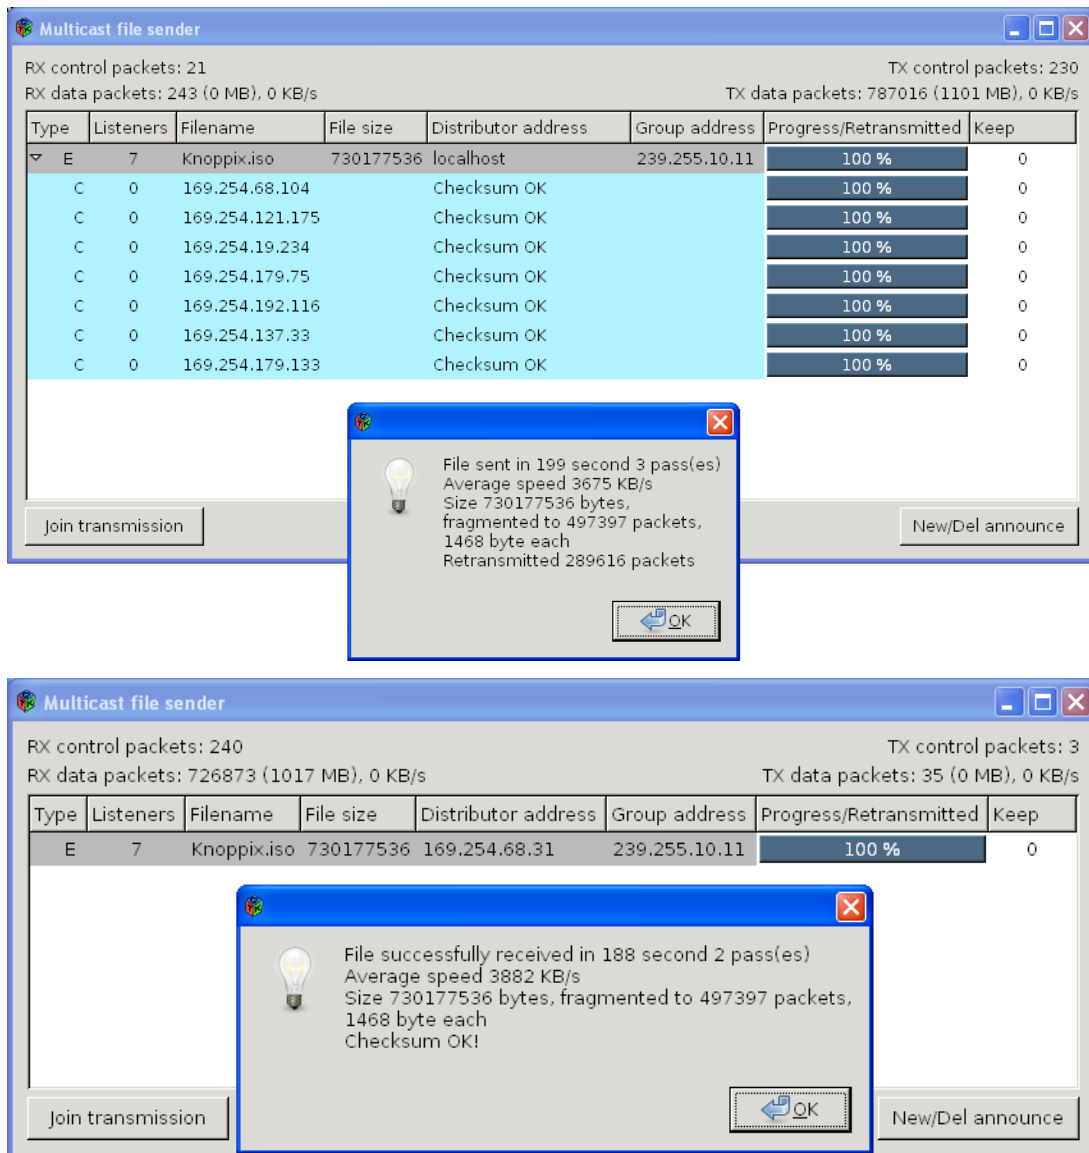 Multicast file sender
RX control packets: 21 TX control packets: 230
RX data packets: 243 (0 MB), 0 KB/s TX data packets: 787016 (1101 MB), 0 KB/s
Type Listeners Filename File size Distributor address Group address Progress/Retransmitted Keep
E 7 Knoppix.iso 730177536 localhost 239.255.10.11 100 % 0
C 0 169.254.68.104 Checksum OK 100 % 0
C 0 169.254.121.175 Checksum OK 100 % 0
C 0 169.254.19.234 Checksum OK 100 % 0
C 0 169.254.179.75 Checksum OK 100 % 0
C 0 169.254.192.116 Checksum OK 100 % 0
C 0 169.254.137.33 Checksum OK 100 % 0
C 0 169.254.179.133 Checksum OK 100 % 0
File sent in 199 second 3 pass(es)
Average speed 3675 KB/s
Size 730177536 bytes,
fragmented to 497397 packets,
1468 byte each
Retransmitted 289616 packets
OK
Join transmission New/Del announce
Multicast file sender
RX control packets: 240 TX control packets: 3
RX data packets: 726873 (1017 MB), 0 KB/s TX data packets: 35 (0 MB), 0 KB/s
Type Listeners Filename File size Distributor address Group address Progress/Retransmitted Keep
E 7 Knoppix.iso 730177536 169.254.68.31 239.255.10.11 100 % 0
File successfully received in 188 second 2 pass(es)
Average speed 3882 KB/s
Size 730177536 bytes, fragmented to 497397 packets,
1468 byte each
Checksum OK!
OK
Join transmission New/Del announce